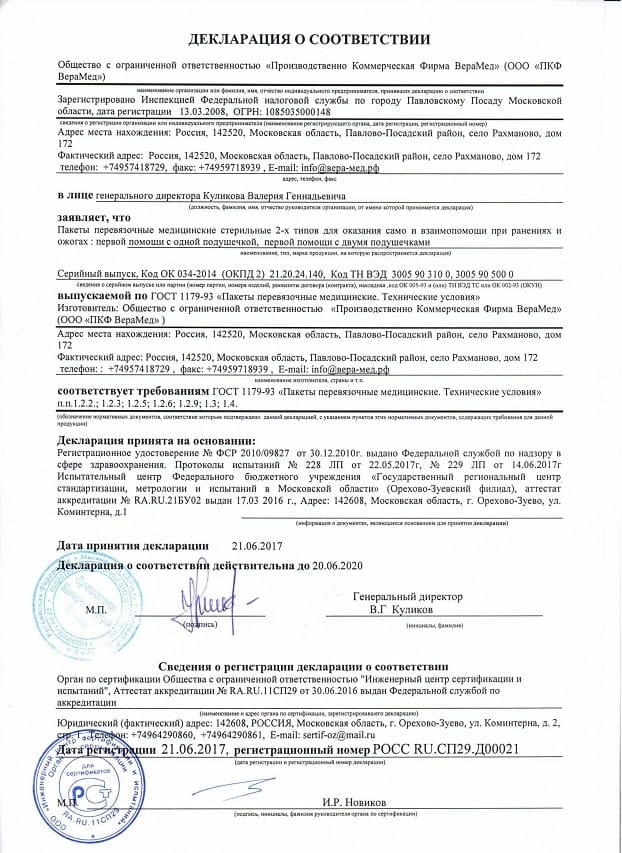 ДЕКЛАРАЦИЯ О СООТВЕТСТВИИ
Общество с ограниченной ответственностью «Производственно Коммерческая Фирма ВераМед» (ООО «ПКФ
ВераМед»)
наименование организации или фамилия, имя, отчество индивидуального предпринимателя, принявших декларацию о соответствии
Зарегистрировано Инспекцией Федеральной налоговой службы по городу Павловскому Посаду Московской
области, дата регистрации 13.03.2008, ОГРН: 1085035000148
сведения о регистрации организации или индивидуального предпринимателя (наименование регистрирующего органа, дата регистрации, регистрационный номер)
Адрес места нахождения: Россия, 142520, Московская область, Павлово-Посадский район, село Рахманово, дом
172
Фактический адрес: Россия, 142520, Московская область, Павлово-Посадский район, село Рахманово, дом 172
телефон: +74957418729, факс: +74959718939 , E-mail: info@вера-мед.рф
адрес, телефон, факс
в лице генерального директора Куликова Валерия Геннадьевича
(должность, фамилия, имя, отчество руководителя организации, от имени которой принимается декларация)
заявляет, что
Пакеты перевязочные медицинские стерильные 2-х типов для оказания само и взаимопомощи при ранениях и
ожогах : первой помощи с одной подушечкой, первой помощи с двумя подушечками
наименование, тип, марка продукции, на которую распространяется декларация)
Серийный выпуск, Код ОК 034-2014 (ОКПД 2) 21.20.24.140, Код ТН ВЭД 3005 90 310 0, 3005 90 500 0
сведения о серийном выпуске или партии (номер партии, номера изделий, реквизиты договора (контракта), накладная ,код ОК 005-93 и (или) ТН ВЭД ТС или ОК 002-93 (ОКУН)
выпускаемой по ГОСТ 1179-93 «Пакеты перевязочные медицинские. Технические условия»
Изготовитель: Общество с ограниченной ответственностью «Производственно Коммерческая Фирма ВераМед»
(ООО «ПКФ ВераМед» )
Адрес места нахождения: Россия, 142520, Московская область, Павлово-Посадский район, село Рахманово, дом
172
Фактический адрес: Россия, 142520, Московская область, Павлово-Посадский район, село Рахманово, дом 172
телефон: : +74957418729 , факс: +74959718939 , E-mail: info@вера-мед.рф
наименование изготовителя, страны и т.п.
соответствует требованиям ГОСТ 1179-93 «Пакеты перевязочные медицинские. Технические условия»
п.п.1.2.2.; 1.2.3; 1.2.5; 1.2.6; 1.2.9; 1.3; 1.4.
(обозначение нормативных документов, соответствие которым подтверждено данной декларацией, с указанием пунктов этих нормативных документов, содержащих требования для данной
продукции)
Декларация принята на основании:
Регистрационное удостоверение № ФСР 2010/09827 от 30.12.2010г. выдано Федеральной службой по надзору в
сфере здравоохранения. Протоколы испытаний № 228 ЛП от 22.05.2017г, № 229 ЛП от 14.06.2017г
Испытательный центр Федерального бюджетного учреждения «Государственный региональный центр
стандартизации, метрологии и испытаний в Московской области» (Орехово-Зуевский филиал), аттестат
аккредитации № RA.RU.21БУ02 выдан 17.03 2016 г., Адрес: 142608, Московская область, г. Орехово-Зуево, ул.
Коминтерна, д.1
(информация о документах, являющихся основанием для принятия декларации)
Дата принятия декларации 21.06.2017
Декларация о соответствии действительна до 20.06.2020
М.П.
(подпись)
Генеральный директор
В.Г Куликов
(инициалы, фамилия)
Сведения о регистрации декларации о соответствии
Орган по сертификации Общества с ограниченной ответственностью "Инженерный центр сертификации и
испытаний", Аттестат аккредитации № RA.RU.11СП29 от 30.06.2016 выдан Федеральной службой по
аккредитации
(наименование и адрес органа по сертификации, зарегистрировавшего декларацию)
Юридический (фактический) адрес: 142608, РОССИЯ, Московская область, г. Орехово-Зуево, ул. Коминтерна, д. 2,
стр. 1, Телефон: +74964290860, +74964290861, E-mail: sertif-oz@mail.ru
Дата регистрации 21.06.2017, регистрационный номер РОСС RU.СП29.Д00021
(дата регистрации и регистрационный номер декларации)
Инженерный центр сертификации и испытаний
Орган по сертификации
для
сертификатов
РСТ
RA.RU.11СП29
ООО
М.П.
И.Р. Новиков
(подпись, инициалы, фамилия руководителя органа по сертификации)